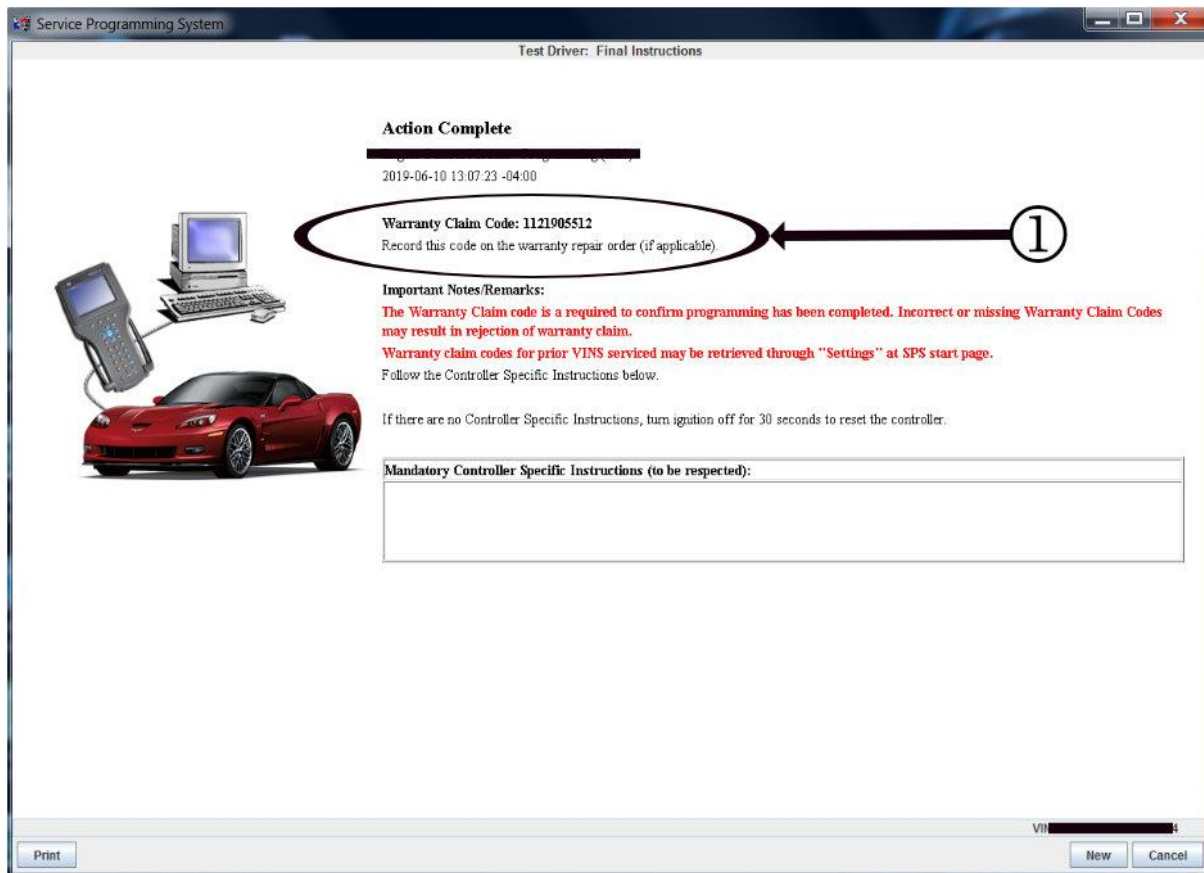 Service Programming System
Test Driver: Final Instructions
Action Complete
2019-06-10 13:07:23 -04:00
Warranty Claim Code: 1121905512
Record this code on the warranty repair order (if applicable).
1
Important Notes/Remarks:
The Warranty Claim code is a required to confirm programming has been completed. Incorrect or missing Warranty Claim Codes
may result in rejection of warranty claim.
Warranty claim codes for prior VINS serviced may be retrieved through "Settings" at SPS start page.
Follow the Controller Specific Instructions below.
If there are no Controller Specific Instructions, turn ignition off for 30 seconds to reset the controller.
Mandatory Controller Specific Instructions (to be respected):
VIN 4
Print
New Cancel